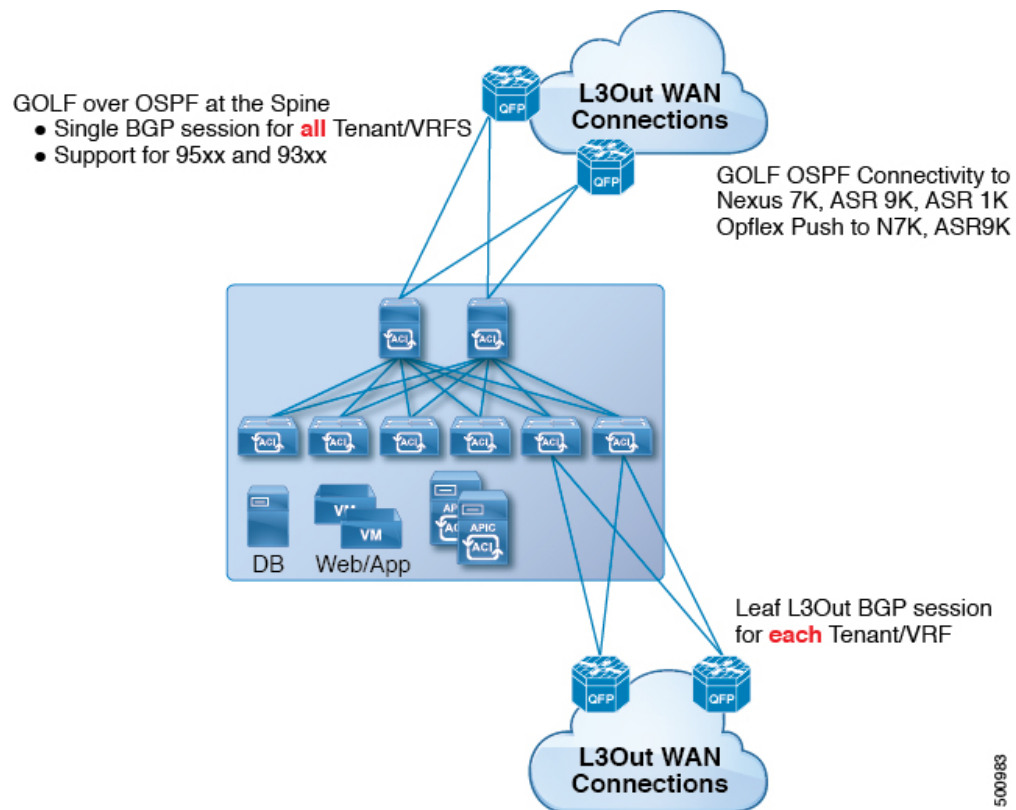 L3Out WAN
Connections
QFP
QFP
GOLF over OSPF at the Spine
● Single BGP session for all Tenant/VRFS
● Support for 95xx and 93xx
GOLF OSPF Connectivity to
Nexus 7K, ASR 9K, ASR 1K
Opflex Push to N7K, ASR9K
ACI
ACI
ACI
ACI
ACI
ACI
ACI
ACI
VM
VM
APIC
ACI
DB
Web/App
Leaf L3Out BGP session
for each Tenant/VRF
QFP
QFP
L3Out WAN
Connections
500983